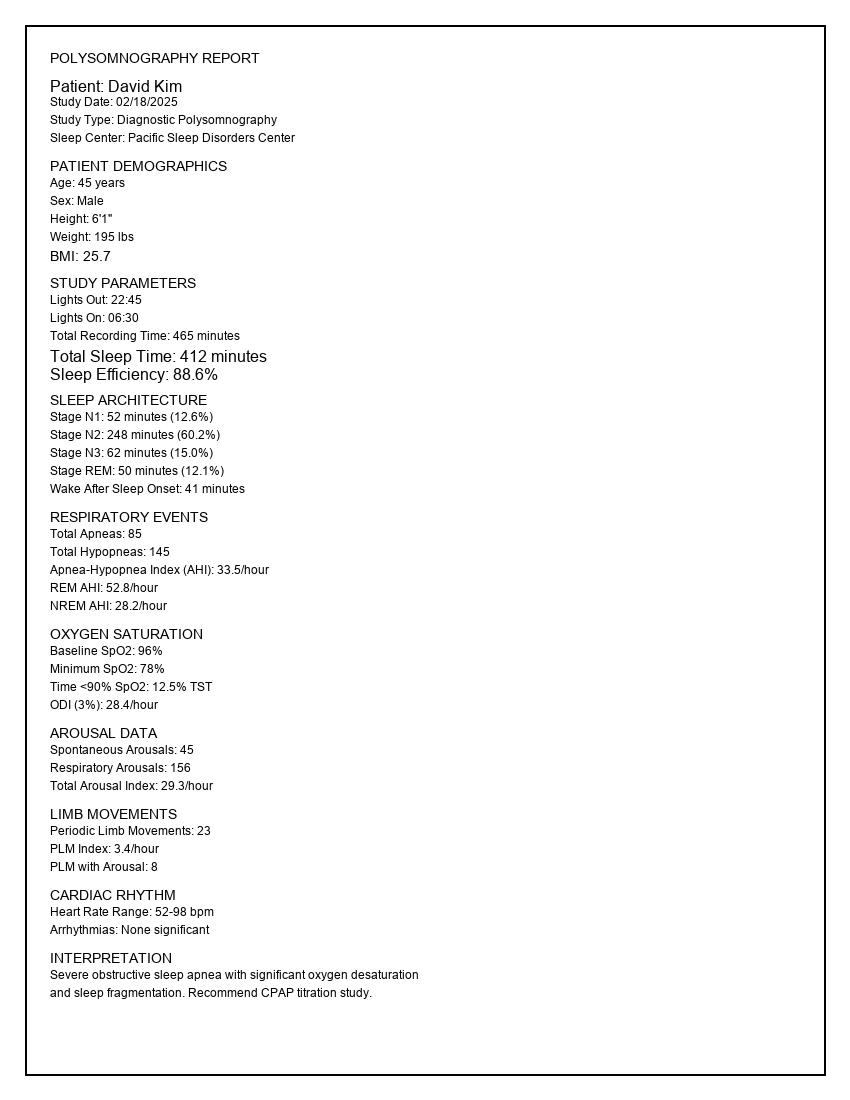 POLYSOMNOGRAPHY REPORT
Patient: David Kim
Study Date: 02/18/2025
Study Type: Diagnostic Polysomnography
Sleep Center: Pacific Sleep Disorders Center
PATIENT DEMOGRAPHICS
Age: 45 years
Sex: Male
Height: 6'1"
Weight: 195 lbs
BMI: 25.7
STUDY PARAMETERS
Lights Out: 22:45
Lights On: 06:30
Total Recording Time: 465 minutes
Total Sleep Time: 412 minutes
Sleep Efficiency: 88.6%
SLEEP ARCHITECTURE
Stage N1: 52 minutes (12.6%)
Stage N2: 248 minutes (60.2%)
Stage N3: 62 minutes (15.0%)
Stage REM: 50 minutes (12.1%)
Wake After Sleep Onset: 41 minutes
RESPIRATORY EVENTS
Total Apneas: 85
Total Hypopneas: 145
Apnea-Hypopnea Index (AHI): 33.5/hour
REM AHI: 52.8/hour
NREM AHI: 28.2/hour
OXYGEN SATURATION
Baseline SpO2: 96%
Minimum SpO2: 78%
Time <90% SpO2: 12.5% TST
ODI (3%): 28.4/hour
AROUSAL DATA
Spontaneous Arousals: 45
Respiratory Arousals: 156
Total Arousal Index: 29.3/hour
LIMB MOVEMENTS
Periodic Limb Movements: 23
PLM Index: 3.4/hour
PLM with Arousal: 8
CARDIAC RHYTHM
Heart Rate Range: 52-98 bpm
Arrhythmias: None significant
INTERPRETATION
Severe obstructive sleep apnea with significant oxygen desaturation
and sleep fragmentation. Recommend CPAP titration study.